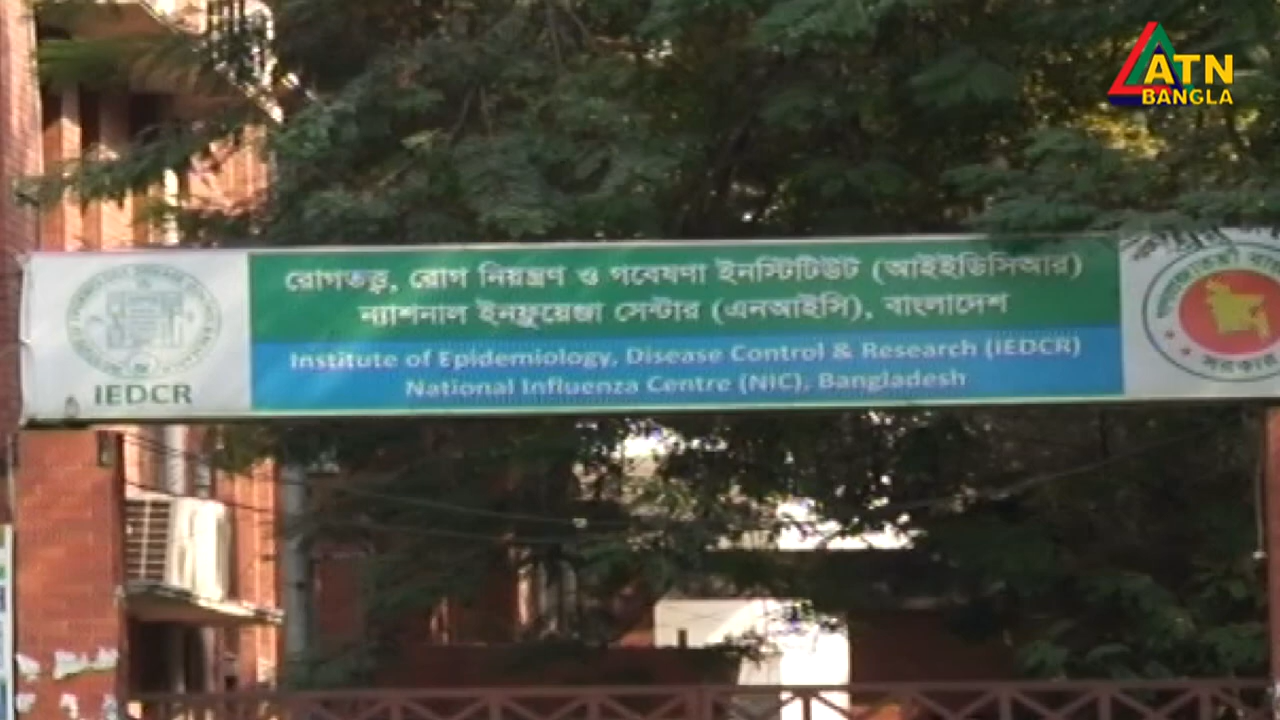 ATN
BANGLA
রোগতত্ত্ব, রোগ নিয়ন্ত্রণ ও গবেষণা ইনস্টিটিউট (আইইডিসিআর)
ন্যাশনাল ইনফ্লুয়েঞ্জা সেন্টার (এনআইসি), বাংলাদেশ
Institute of Epidemiology, Disease Control & Research (IEDCR)
National Influenza Centre (NIC), Bangladesh
IEDCR
সরকার